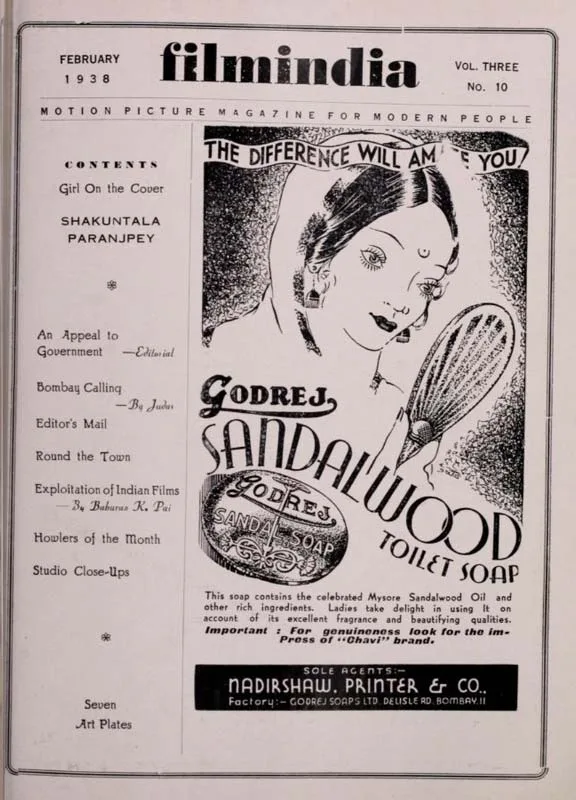 FEBRUARY
1938
filmindia
VOL. THREE
No. 10
MOTION PICTURE MAGAZINE FOR MODERN PEOPLE
CONTENTS
Girl On the Cover
SHAKUNTALA
PARANJPEY
An Appeal to
Government —Editorial
Bombay Calling
—By Judas
Editor's Mail
Round the Town
Exploitation of Indian Films
—By Baburao K. Pai
Howlers of the Month
Studio Close-Ups
Seven
Art Plates
THE DIFFERENCE WILL YOU!
GODREJ
SANDALWOOD
TOILET SOAP
GODREJ
SANDAL SOAP
This soap contains the celebrated Mysore Sandalwood Oil and
other rich ingredients. Ladies take delight in using It on
account of its excellent fragrance and beautifying qualities.
Important : For genuineness look for the im-
Press of "Chavi" brand.
SOLE AGENTS:—
NADIRSHAW, PRINTER & CO.,
Factory:— GODREJ SOAPS LTD. DELISLE RD. BOMBAY.11